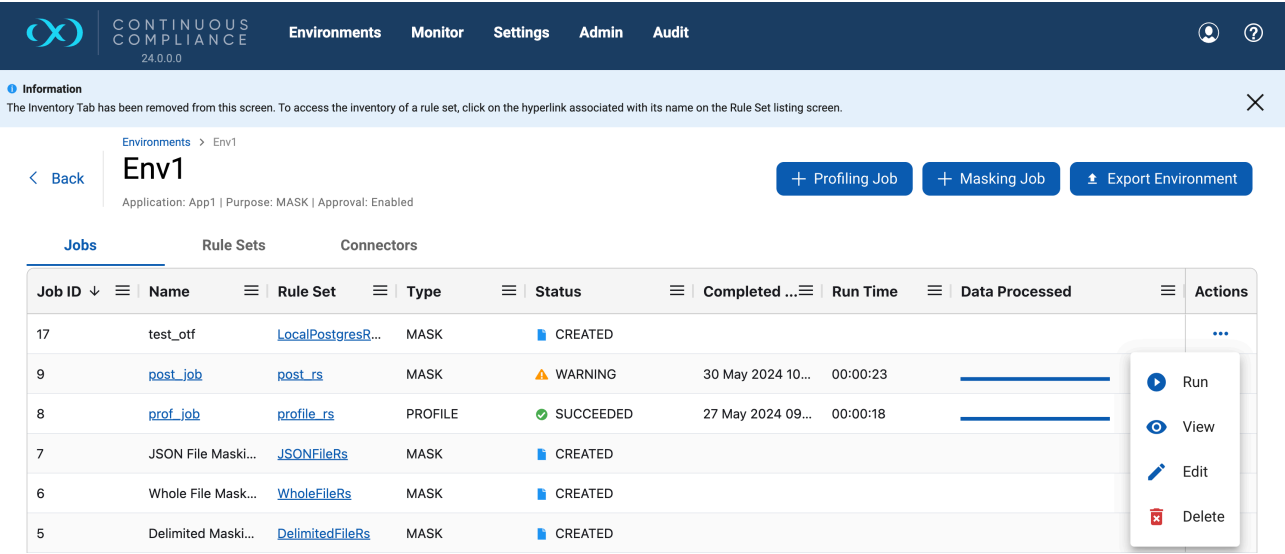 CONTINUOUS
COMPLIANCE
24.0.0.0
Environments Monitor Settings Admin Audit
Information
The Inventory Tab has been removed from this screen. To access the inventory of a rule set, click on the hyperlink associated with its name on the Rule Set listing screen.
Environments > Env1
Back
Env1
Application: App1 | Purpose: MASK | Approval: Enabled
+ Profiling Job + Masking Job Export Environment
Jobs Rule Sets Connectors
Job ID Name Rule Set Type Status Completed ... Run Time Data Processed Actions
17 test_otf LocalPostgresR... MASK CREATED
9 post_job post_rs MASK WARNING 30 May 2024 10... 00:00:23
8 prof_job profile_rs PROFILE SUCCEEDED 27 May 2024 09... 00:00:18
7 JSON File Maski... JSONFileRs MASK CREATED
6 Whole File Mask... WholeFileRs MASK CREATED
5 Delimited Maski... DelimitedFileRs MASK CREATED
Run
View
Edit
Delete